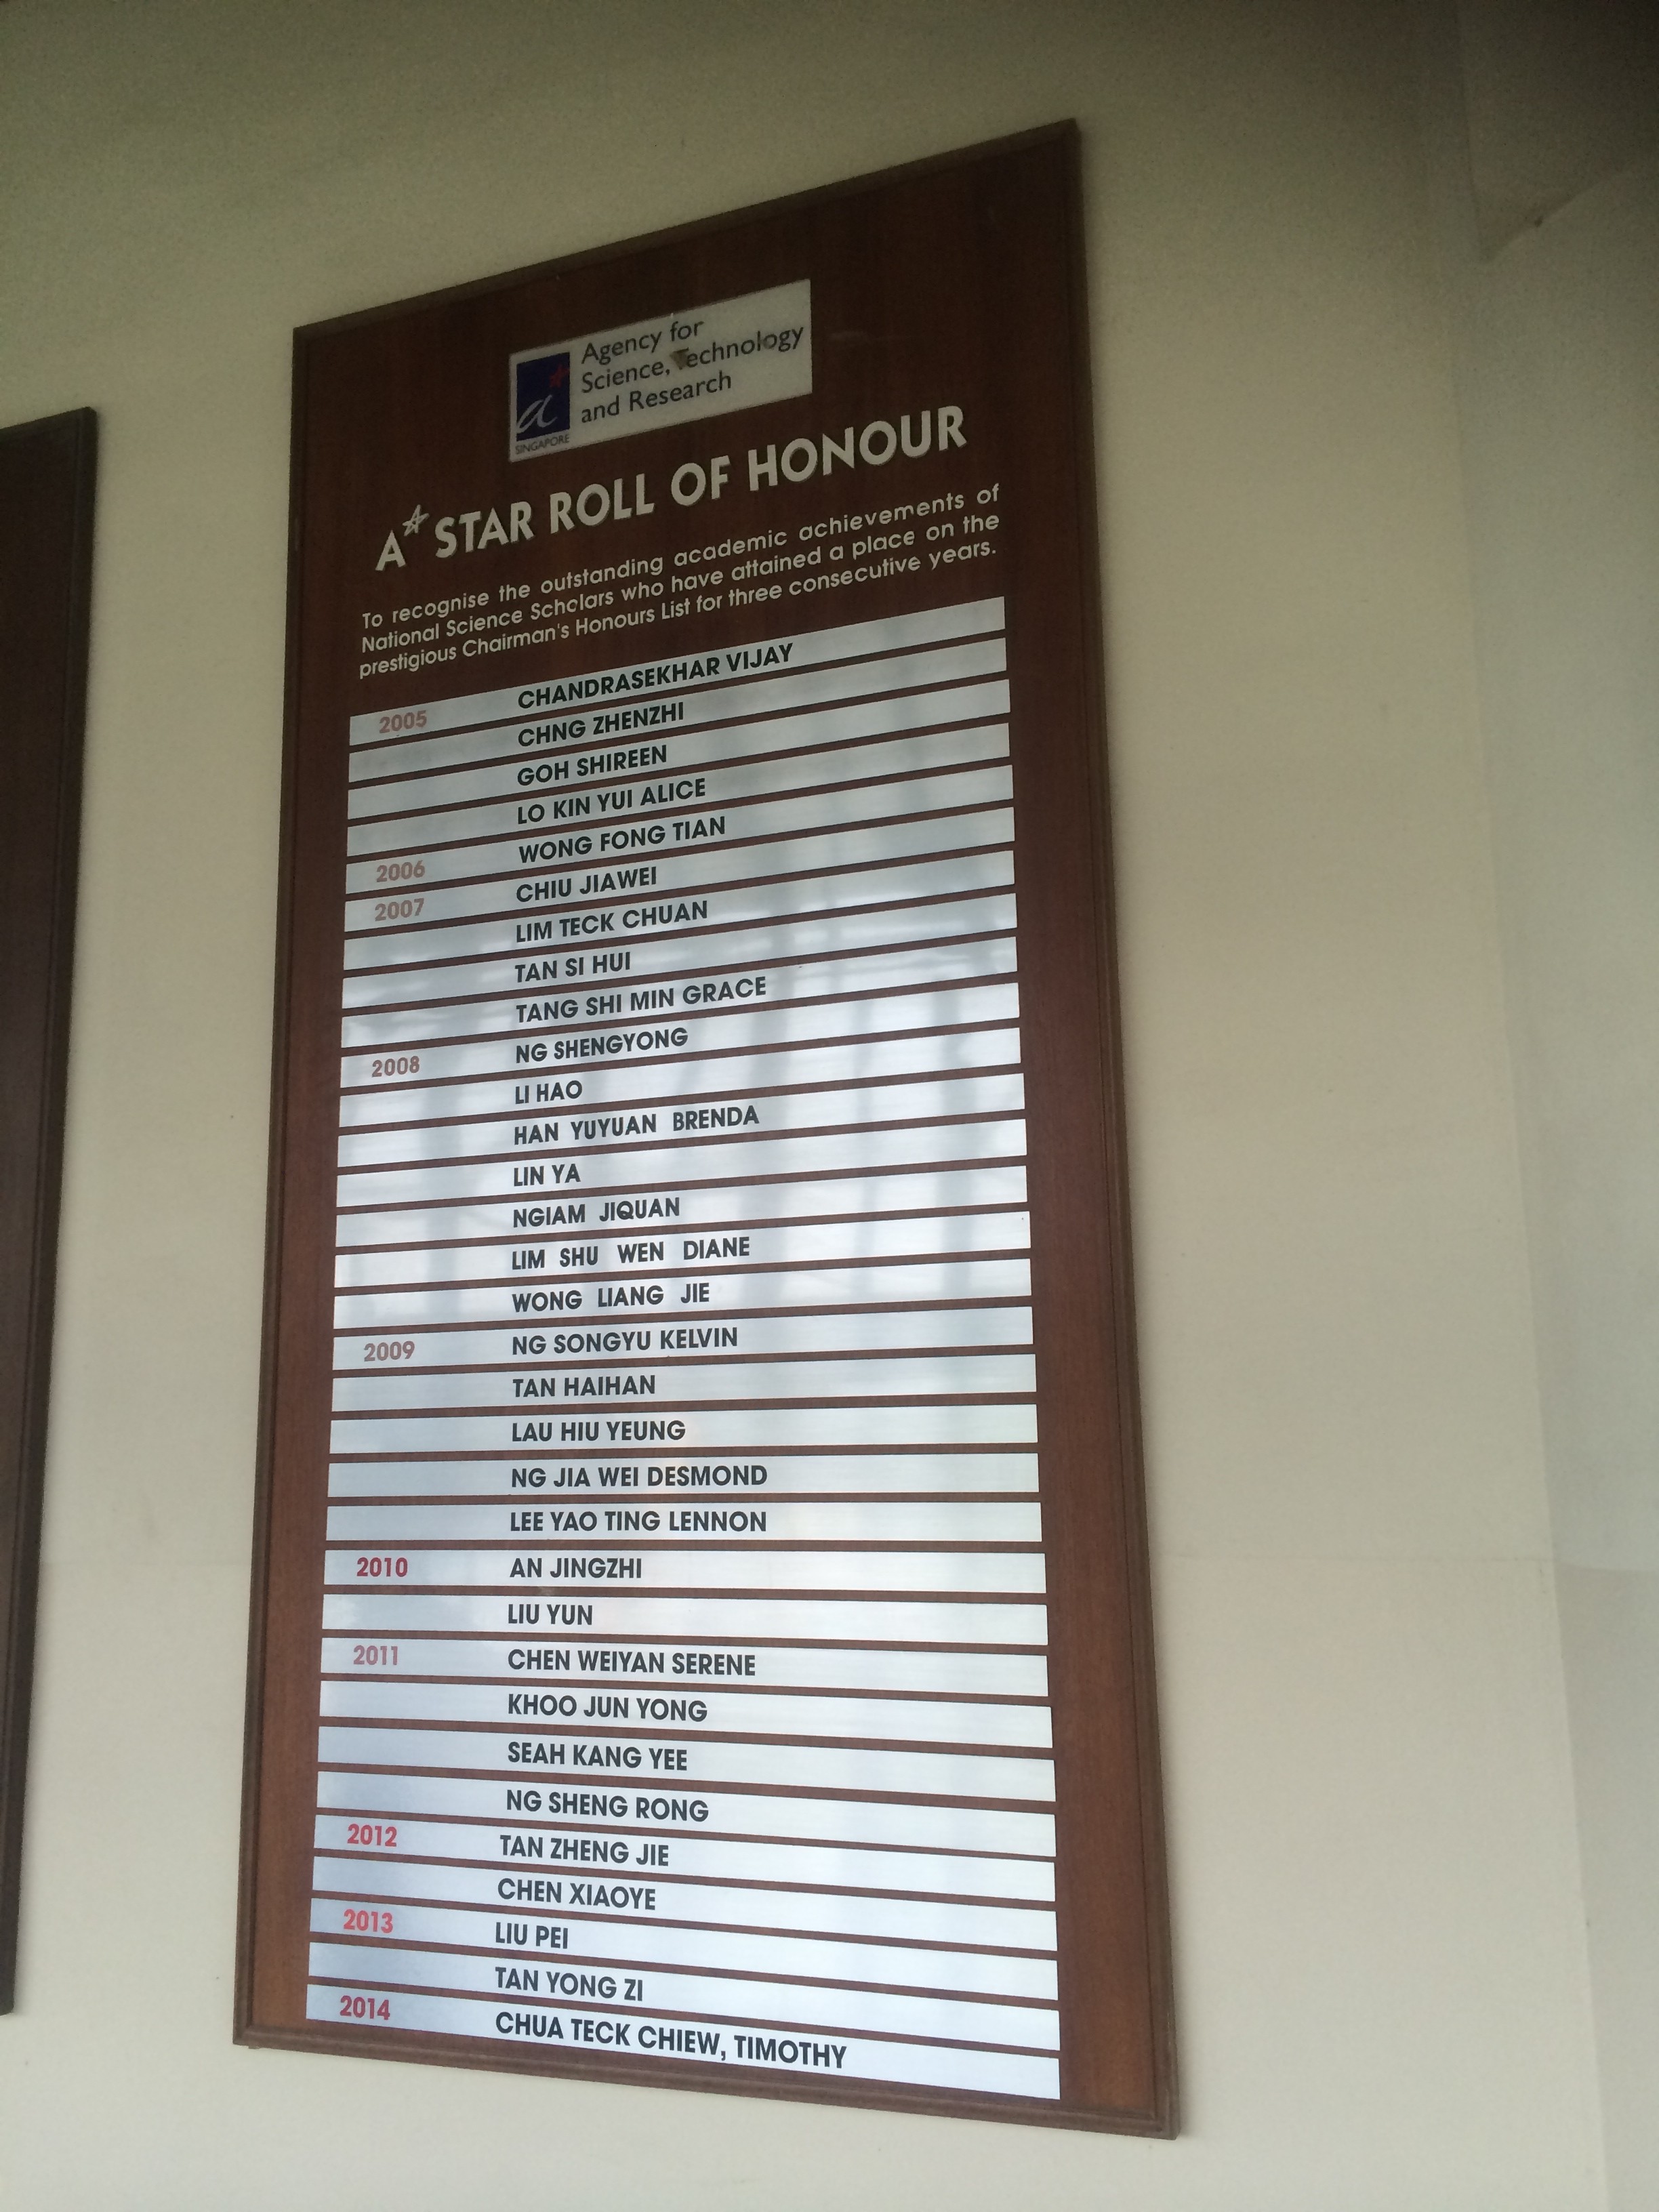 Agency for
Science, Technology
and Research
SINGAPORE
A* STAR ROLL OF HONOUR
To recognise the outstanding academic achievements of
National Science Scholars who have attained a place on the
prestigious Chairman's Honours List for three consecutive years.
2005 CHANDRASEKHAR VIJAY
CHNG ZHENZHI
GOH SHIREEN
LO KIN YUI ALICE
2006 WONG FONG TIAN
2007 CHIU JIAWEI
LIM TECK CHUAN
TAN SI HUI
TANG SHI MIN GRACE
2008 NG SHENGYONG
LI HAO
HAN YUYUAN BRENDA
LIN YA
NGIAM JIQUAN
LIM SHU WEN DIANE
WONG LIANG JIE
2009 NG SONGYU KELVIN
TAN HAIHAN
LAU HIU YEUNG
NG JIA WEI DESMOND
LEE YAO TING LENNON
2010 AN JINGZHI
LIU YUN
2011 CHEN WEIYAN SERENE
KHOO JUN YONG
SEAH KANG YEE
NG SHENG RONG
2012 TAN ZHENG JIE
CHEN XIAOYE
2013 LIU PEI
TAN YONG ZI
2014 CHUA TECK CHIEW, TIMOTHY